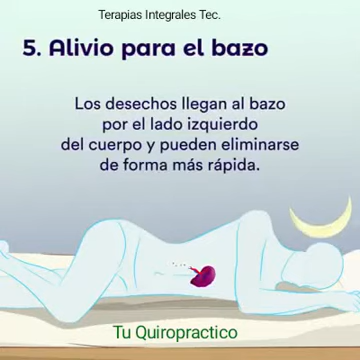 Terapias Integrales Tec.
5. Alivio para el bazo
Los desechos llegan al bazo
por el lado izquierdo
del cuerpo y pueden eliminarse
de forma más rápida.
Tu Quiropractico